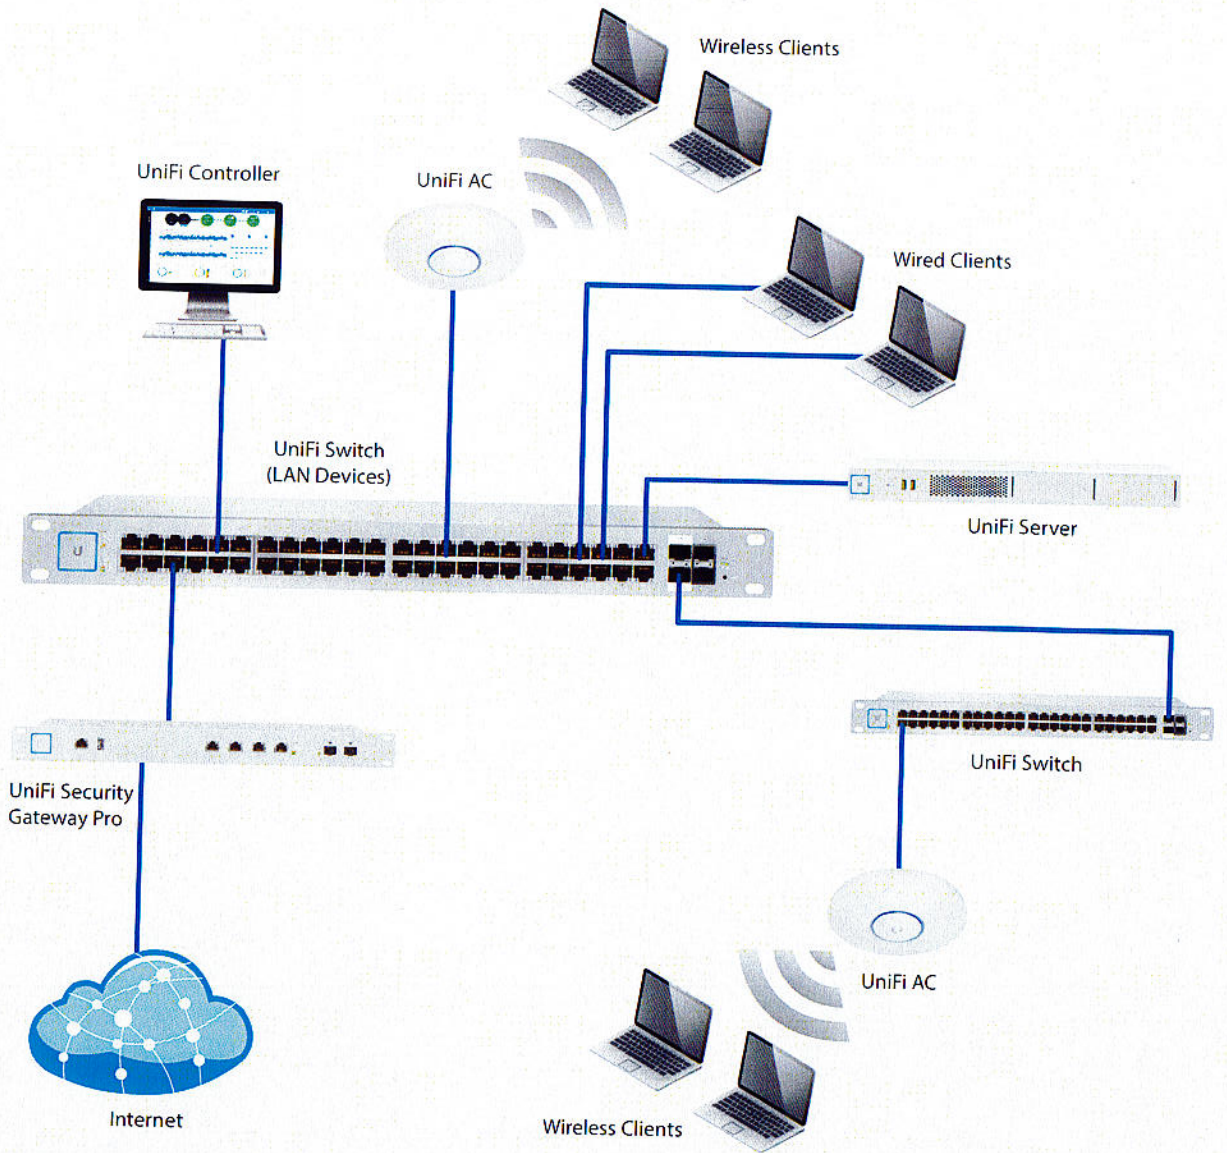 Wireless Clients
UniFi Controller
UniFi AC
Wired Clients
UniFi Switch
(LAN Devices)
U
UniFi Server
UniFi Switch
UniFi Security
Gateway Pro
UniFi AC
Internet
Wireless Clients